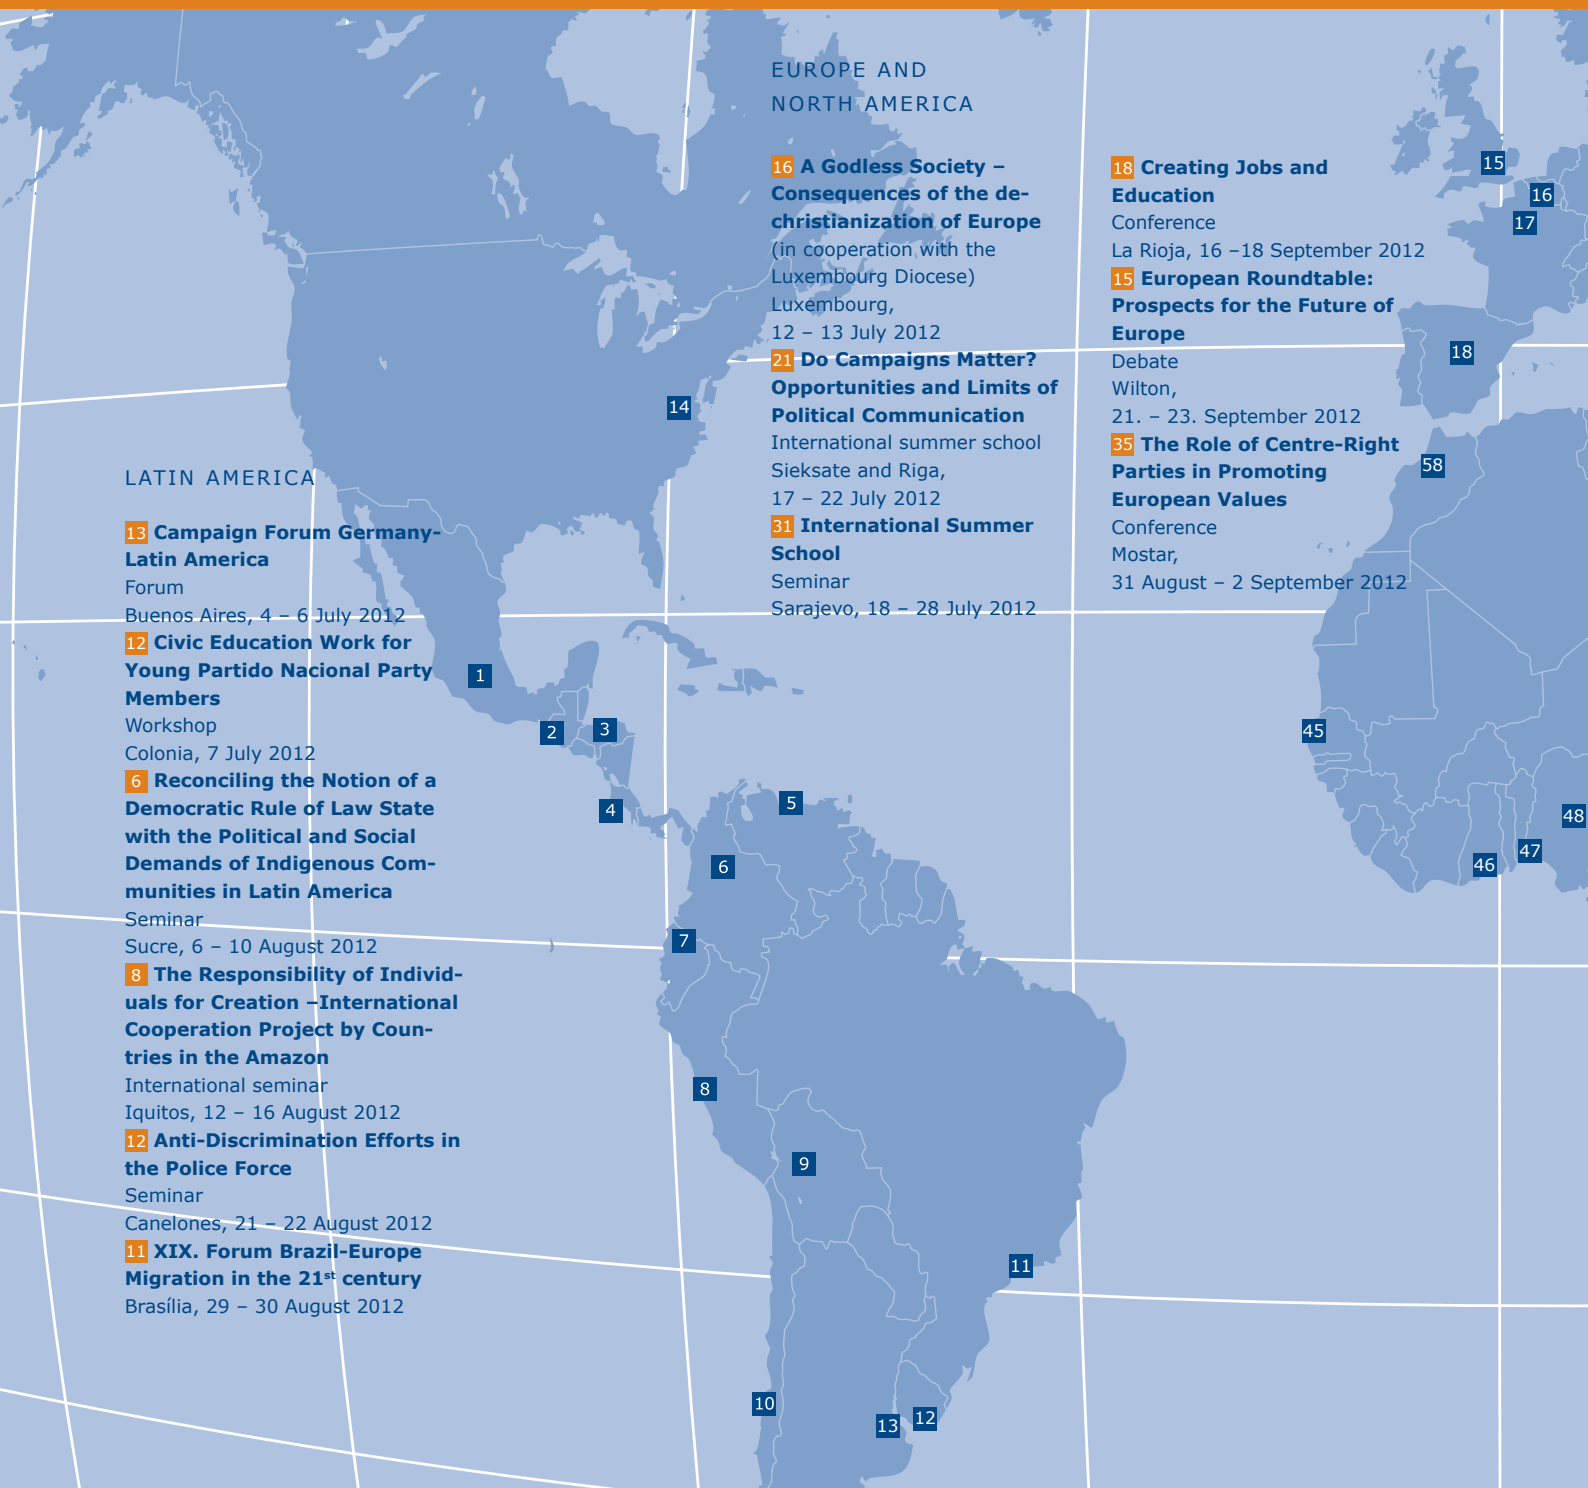 EUROPE AND
NORTH AMERICA
16 A Godless Society –
Consequences of the de-
christianization of Europe
(in cooperation with the
Luxembourg Diocese)
Luxembourg,
12 – 13 July 2012
21 Do Campaigns Matter?
Opportunities and Limits of
Political Communication
International summer school
Sieksate and Riga,
17 – 22 July 2012
31 International Summer
School
Seminar
Sarajevo, 18 – 28 July 2012
18 Creating Jobs and
Education
Conference
La Rioja, 16 –18 September 2012
15 European Roundtable:
Prospects for the Future of
Europe
Debate
Wilton,
21. – 23. September 2012
35 The Role of Centre-Right
Parties in Promoting
European Values
Conference
Mostar,
31 August – 2 September 2012
LATIN AMERICA
13 Campaign Forum Germany-
Latin America
Forum
Buenos Aires, 4 – 6 July 2012
12 Civic Education Work for
Young Partido Nacional Party
Members
Workshop
Colonia, 7 July 2012
6 Reconciling the Notion of a
Democratic Rule of Law State
with the Political and Social
Demands of Indigenous Com-
munities in Latin America
Seminar
Sucre, 6 – 10 August 2012
8 The Responsibility of Individ-
uals for Creation –International
Cooperation Project by Coun-
tries in the Amazon
International seminar
Iquitos, 12 – 16 August 2012
12 Anti-Discrimination Efforts in
the Police Force
Seminar
Canelones, 21 – 22 August 2012
11 XIX. Forum Brazil-Europe
Migration in the 21st century
Brasília, 29 – 30 August 2012
15
16
17
18
14
58
1
2
3
45
4
5
48
6
46
47
7
8
9
11
10
13
12